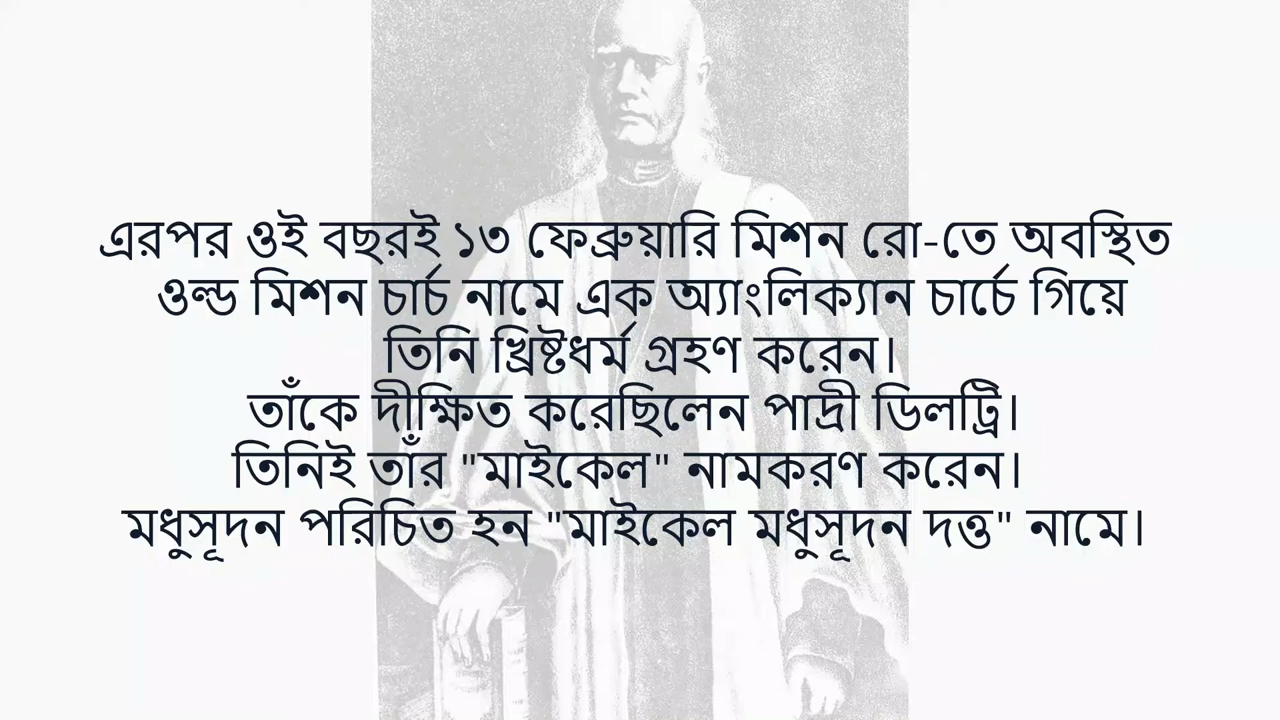 এরপর ওই বছরই ১৩ ফেব্রুয়ারি মিশন রো-তে অবস্থিত
ওল্ড মিশন চার্চ নামে এক অ্যাংলিক্যান চার্চে গিয়ে
তিনি খ্রিষ্টধর্ম গ্রহণ করেন।
তাঁকে দীক্ষিত করেছিলেন পাদ্রী ডিলট্রি।
তিনিই তাঁর "মাইকেল" নামকরণ করেন।
মধুসূদন পরিচিত হন "মাইকেল মধুসূদন দত্ত" নামে।